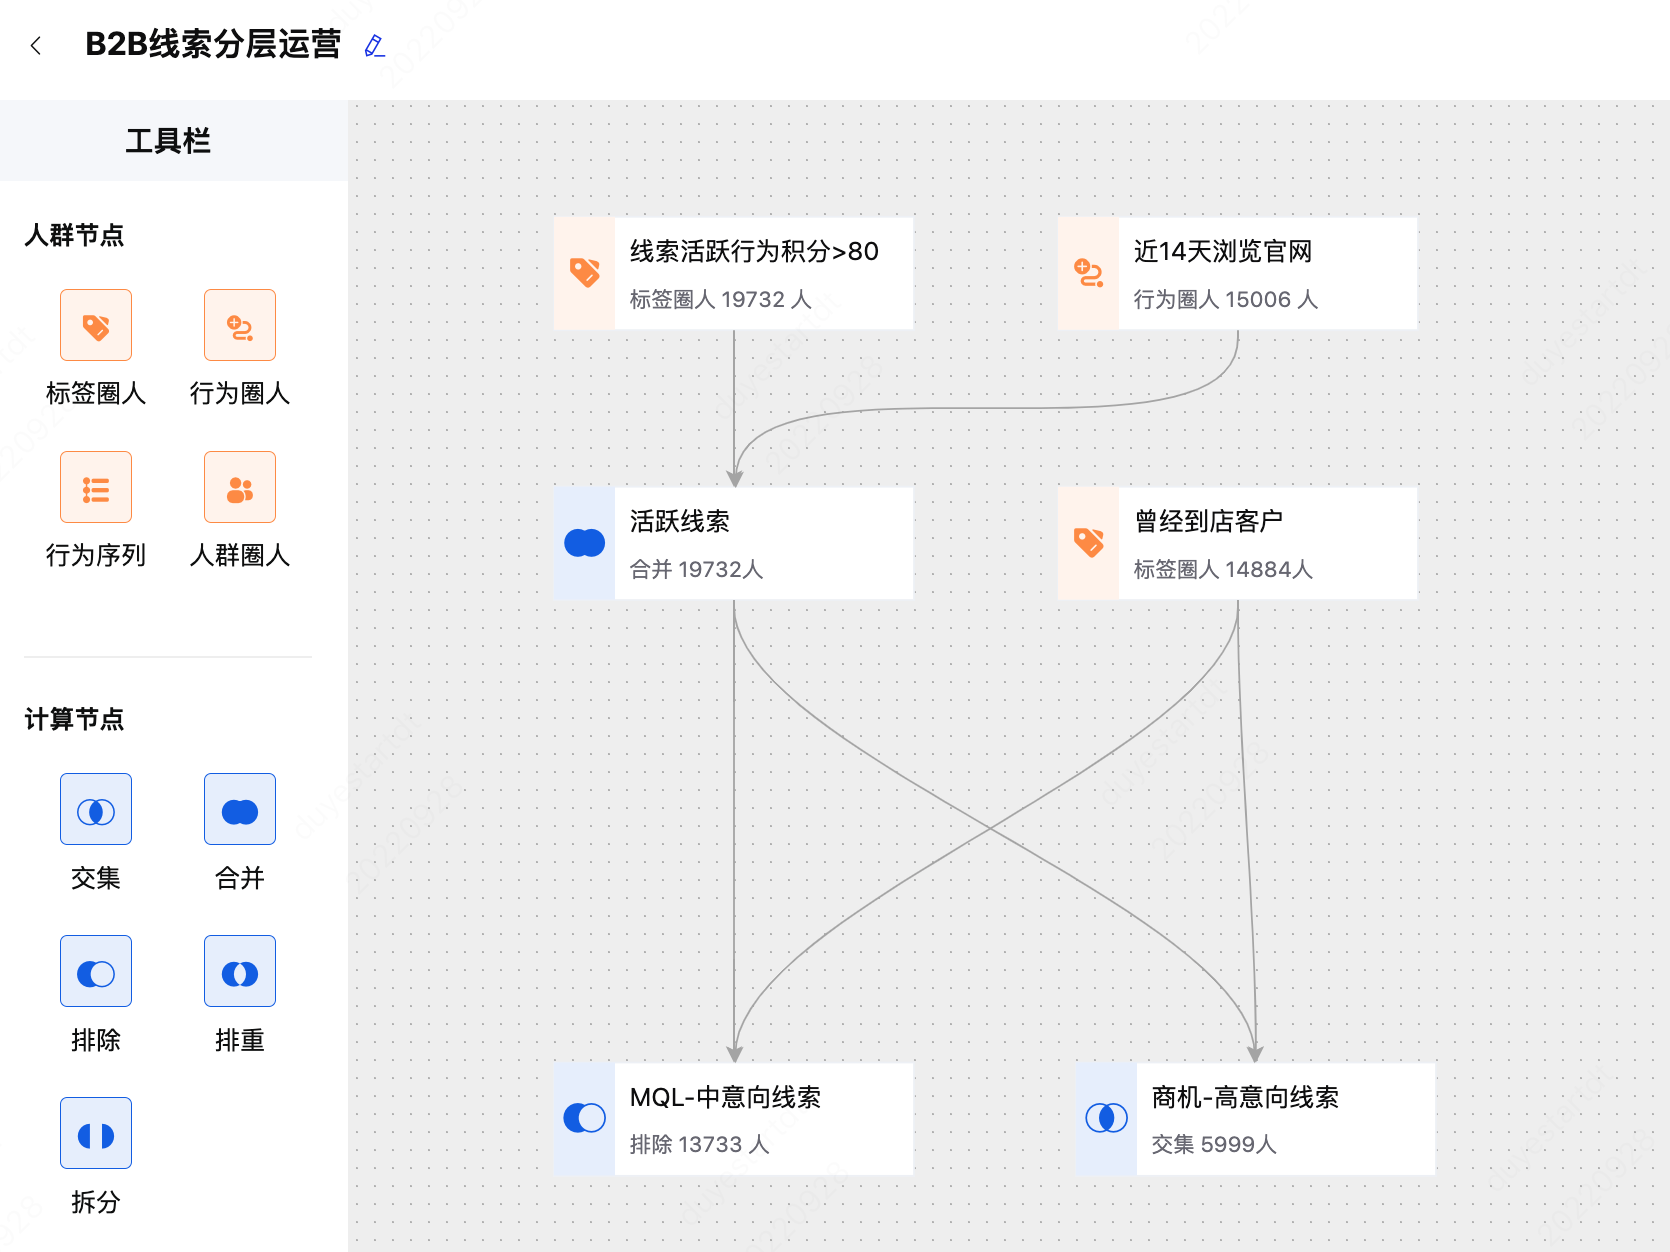 B2B线索分层运营
工具栏
人群节点
标签圈人
行为圈人
行为序列
人群圈人
计算节点
交集
合并
排除
排重
拆分
线索活跃行为积分>80
标签圈人 19732 人
近14天浏览官网
行为圈人 15006 人
活跃线索
合并 19732人
曾经到店客户
标签圈人 14884人
MQL-中意向线索
排除 13733 人
商机-高意向线索
交集 5999人
duyestartdt
20220928